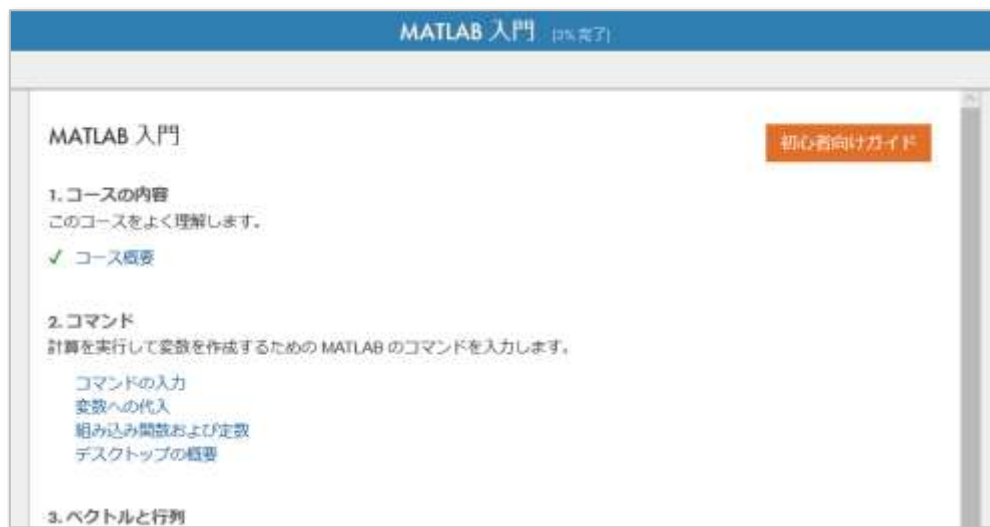 MATLAB 入門 [3% 完了]
MATLAB 入門
初心者向けガイド
1. コースの内容
このコースをよく理解します。
✓ コース概要
2. コマンド
計算を実行して変数を作成するための MATLAB のコマンドを入力します。
コマンドの入力
変数への代入
組み込み関数および定数
デスクトップの概要
3. ベクトルと行列